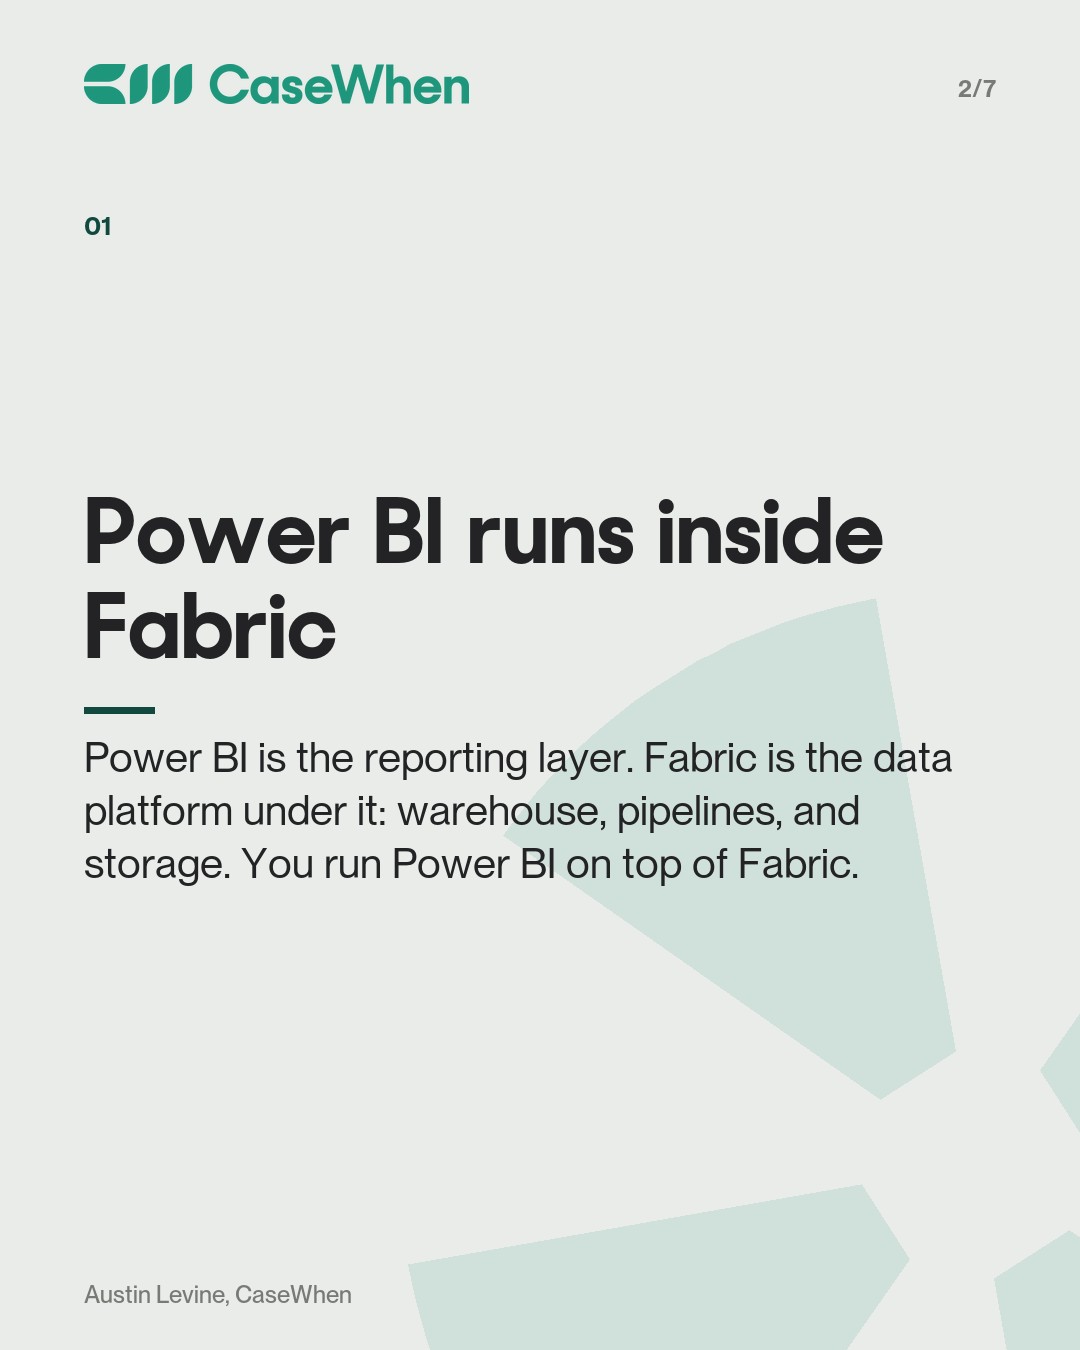 CaseWhen
2/7
01
Power BI runs inside
Fabric
Power BI is the reporting layer. Fabric is the data
platform under it: warehouse, pipelines, and
storage. You run Power BI on top of Fabric.
Austin Levine, CaseWhen